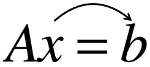 Ax = b